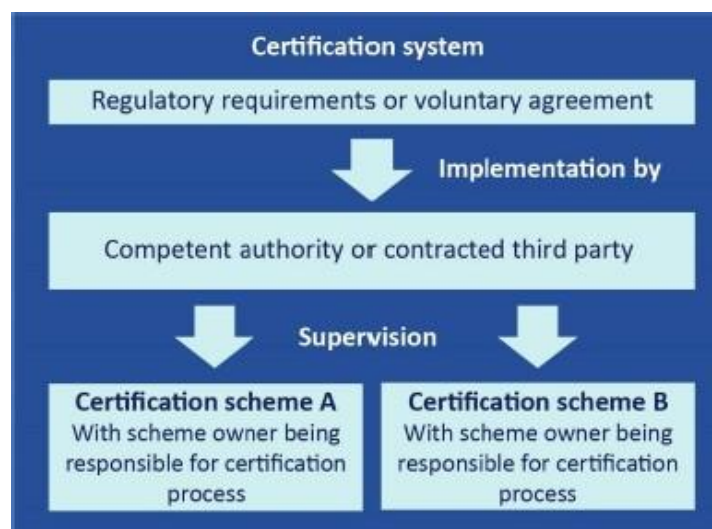 Certification system
Regulatory requirements or voluntary agreement
Implementation by
Competent authority or contracted third party
Supervision
Certification scheme A
With scheme owner being
responsible for certification
process
Certification scheme B
With scheme owner being
responsible for certification
process